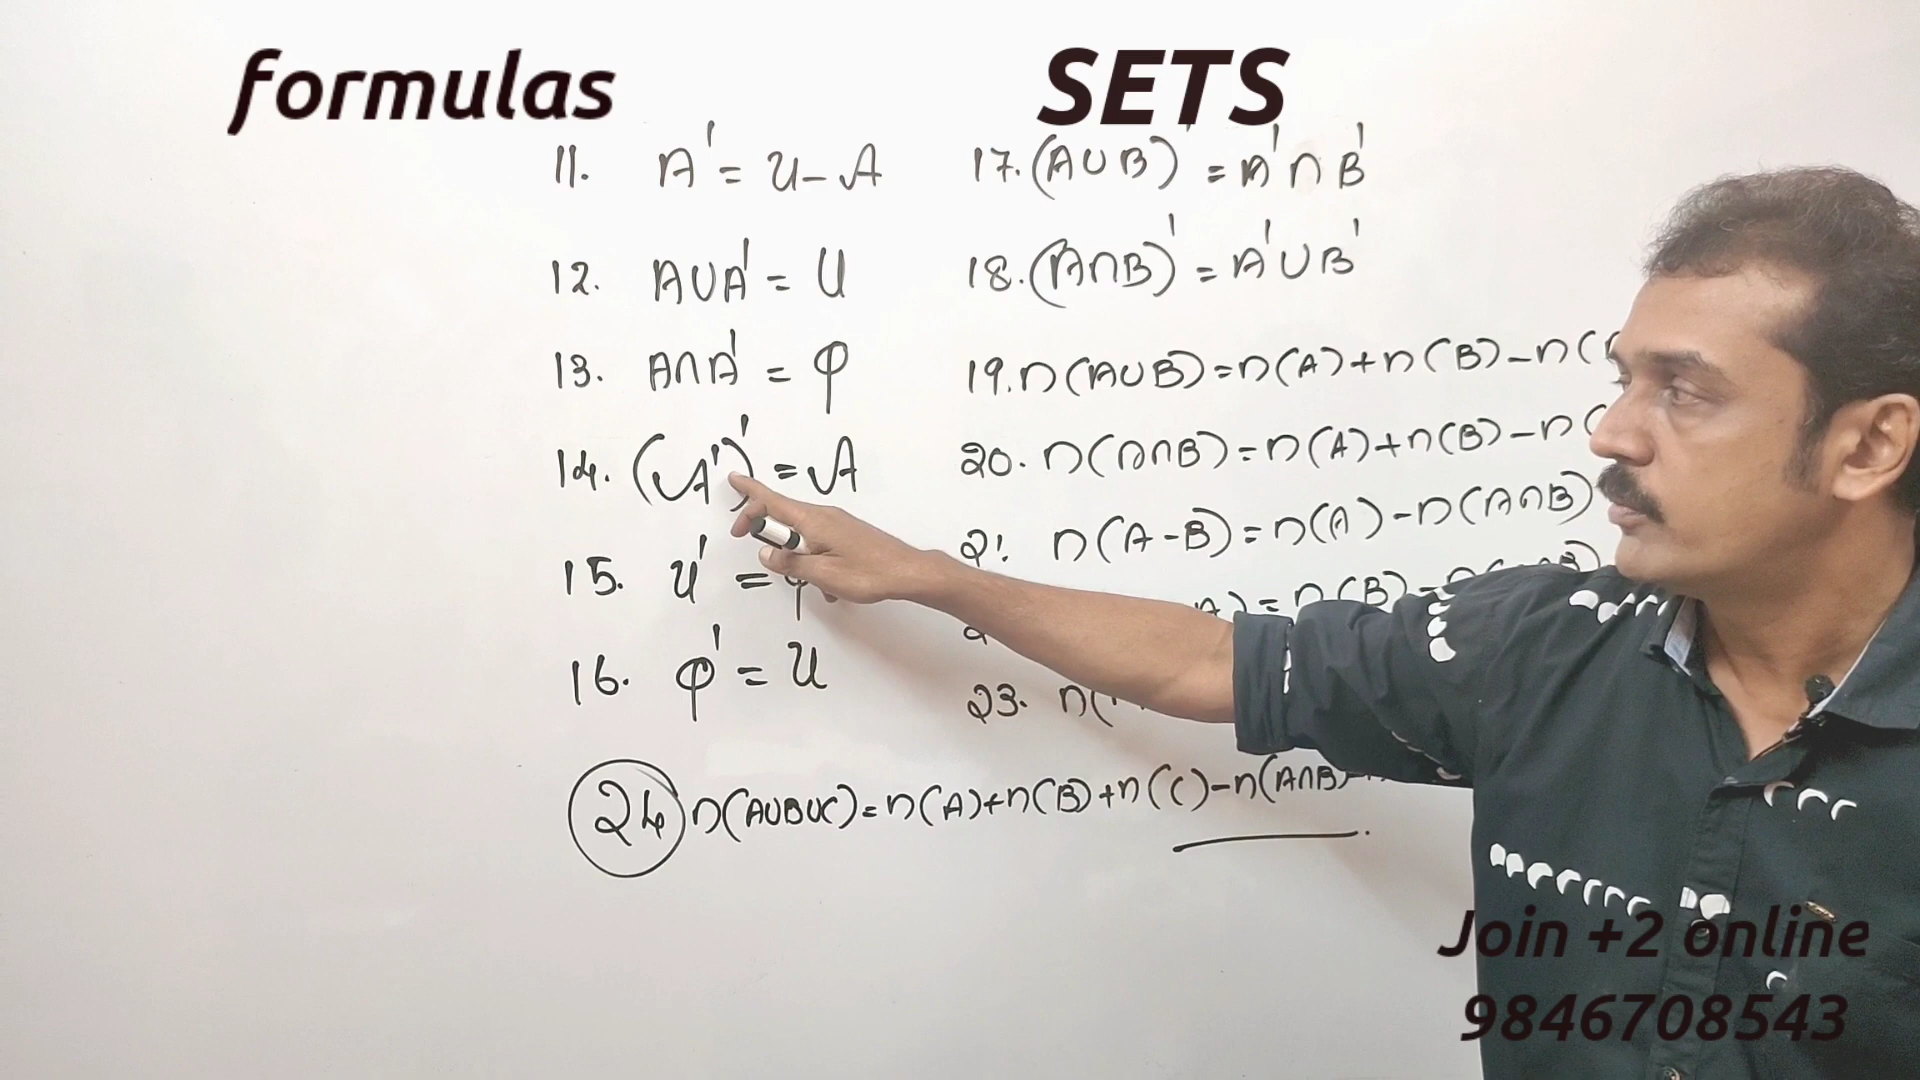 formulas SETS
11. A' = U - A
12. A∪A' = U
13. A∩A' = φ
14. (A')' = A
15. U' = φ
16. φ' = U
17. (A∪B)' = A'∩B'
18. (A∩B)' = A'∪B'
19. n(A∪B) = n(A) + n(B) - n(
20. n(A∩B) = n(A) + n(B) - n(
21. n(A-B) = n(A) - n(A∩B)
A) = n(B) - n(A∩B)
23. n(
24 n(A∪B∪C) = n(A) + n(B) + n(C) - n(A∩B) -
Join +2 online
9846708543